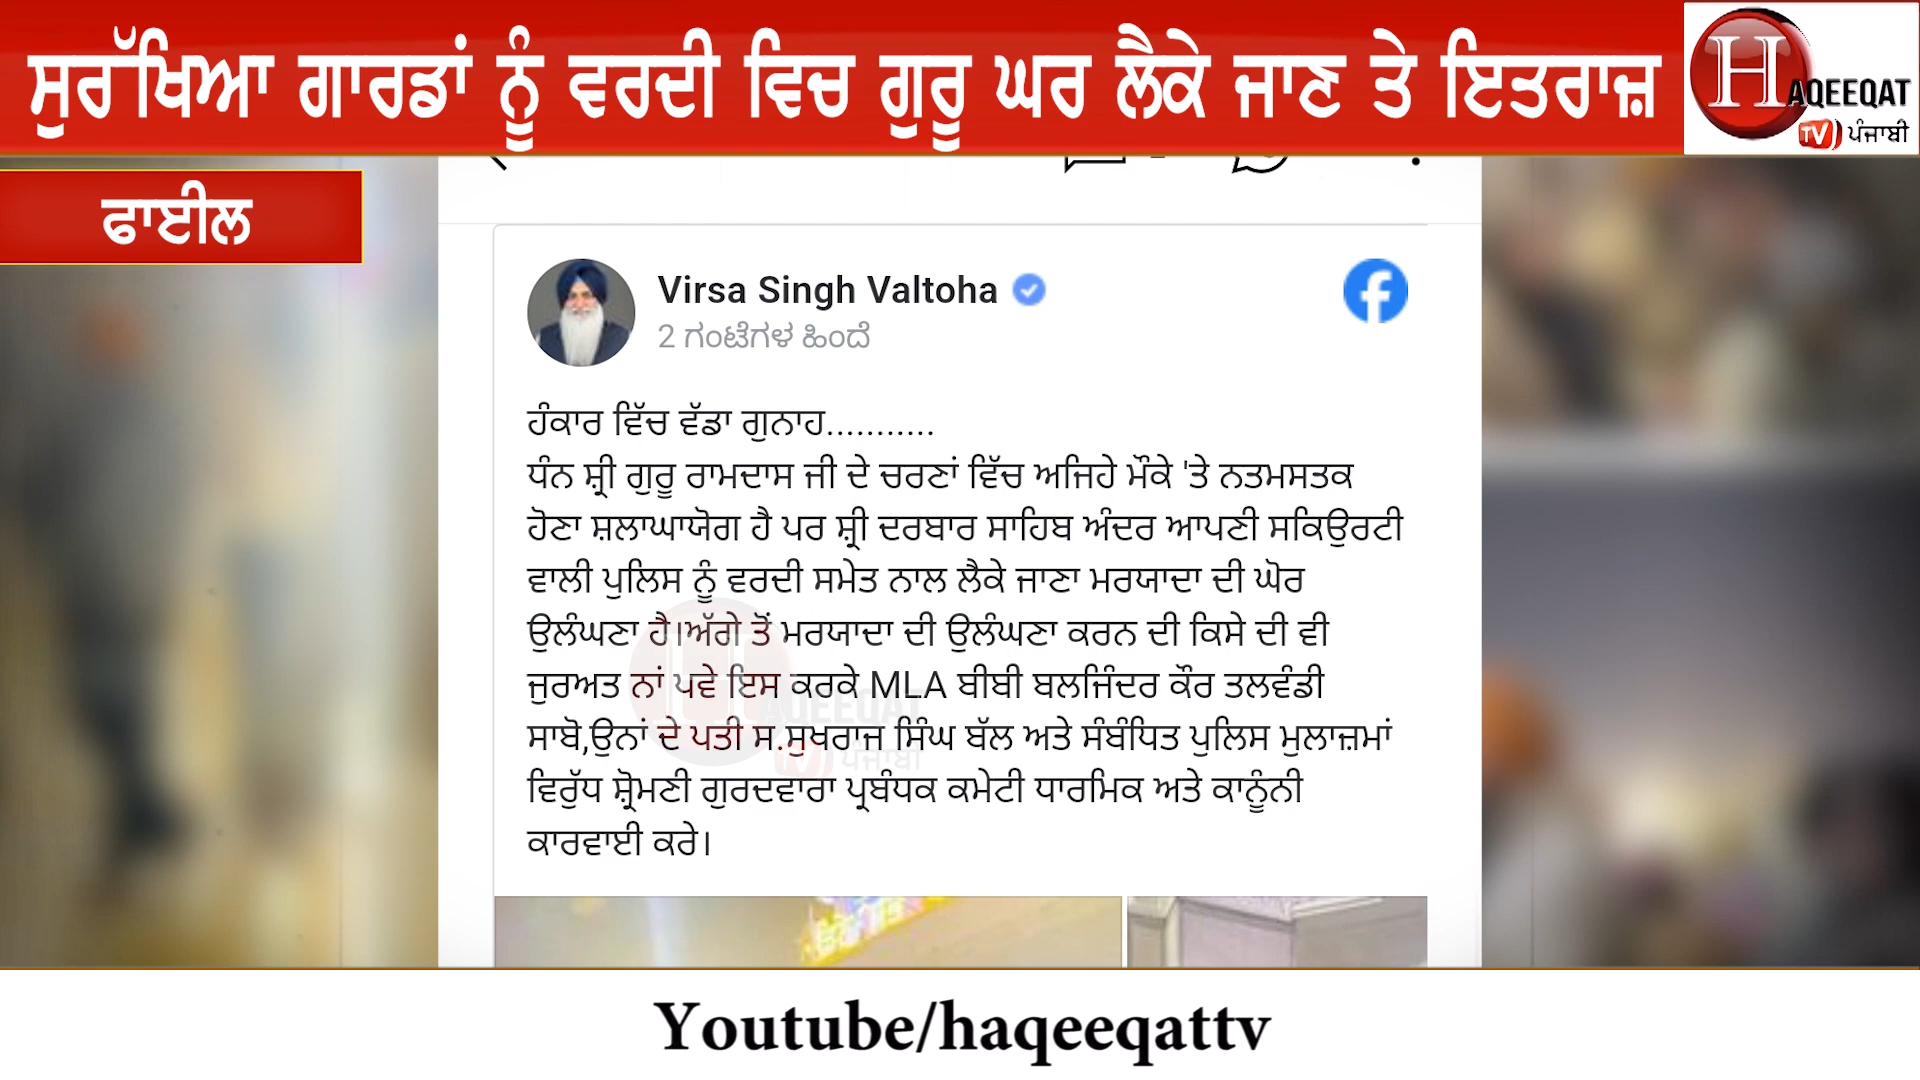 ਸੁਰੱਖਿਆ ਗਾਰਡਾਂ ਨੂੰ ਵਰਦੀ ਵਿਚ ਗੁਰੂ ਘਰ ਲੈਕੇ ਜਾਣ ਤੇ ਇਤਰਾਜ਼
HAQEEQAT
TV ਪੰਜਾਬੀ
ਫਾਈਲ
Virsa Singh Valtoha
2 ಗಂಟೆಗಳ ಹಿಂದೆ
ਹੰਕਾਰ ਵਿੱਚ ਵੱਡਾ ਗੁਨਾਹ...........
ਧੰਨ ਸ਼੍ਰੀ ਗੁਰੂ ਰਾਮਦਾਸ ਜੀ ਦੇ ਚਰਣਾਂ ਵਿੱਚ ਅਜਿਹੇ ਮੌਕੇ 'ਤੇ ਨਤਮਸਤਕ
ਹੋਣਾ ਸ਼ਲਾਘਾਯੋਗ ਹੈ ਪਰ ਸ਼੍ਰੀ ਦਰਬਾਰ ਸਾਹਿਬ ਅੰਦਰ ਆਪਣੀ ਸਕਿਉਰਟੀ
ਵਾਲੀ ਪੁਲਿਸ ਨੂੰ ਵਰਦੀ ਸਮੇਤ ਨਾਲ ਲੈਕੇ ਜਾਣਾ ਮਰਯਾਦਾ ਦੀ ਘੋਰ
ਉਲੰਘਣਾ ਹੈ।ਅੱਗੇ ਤੋਂ ਮਰਯਾਦਾ ਦੀ ਉਲੰਘਣਾ ਕਰਨ ਦੀ ਕਿਸੇ ਦੀ ਵੀ
ਜੁਰਅਤ ਨਾਂ ਪਵੇ ਇਸ ਕਰਕੇ MLA ਬੀਬੀ ਬਲਜਿੰਦਰ ਕੌਰ ਤਲਵੰਡੀ
ਸਾਬੋ,ਉਨਾਂ ਦੇ ਪਤੀ ਸ.ਸੁਖਰਾਜ ਸਿੰਘ ਬੱਲ ਅਤੇ ਸੰਬੰਧਿਤ ਪੁਲਿਸ ਮੁਲਾਜ਼ਮਾਂ
ਵਿਰੁੱਧ ਸ਼੍ਰੋਮਣੀ ਗੁਰਦਵਾਰਾ ਪ੍ਰਬੰਧਕ ਕਮੇਟੀ ਧਾਰਮਿਕ ਅਤੇ ਕਾਨੂੰਨੀ
ਕਾਰਵਾਈ ਕਰੇ।
HAQEEQAT
TV ਪੰਜਾਬੀ
Youtube/haqeeqattv